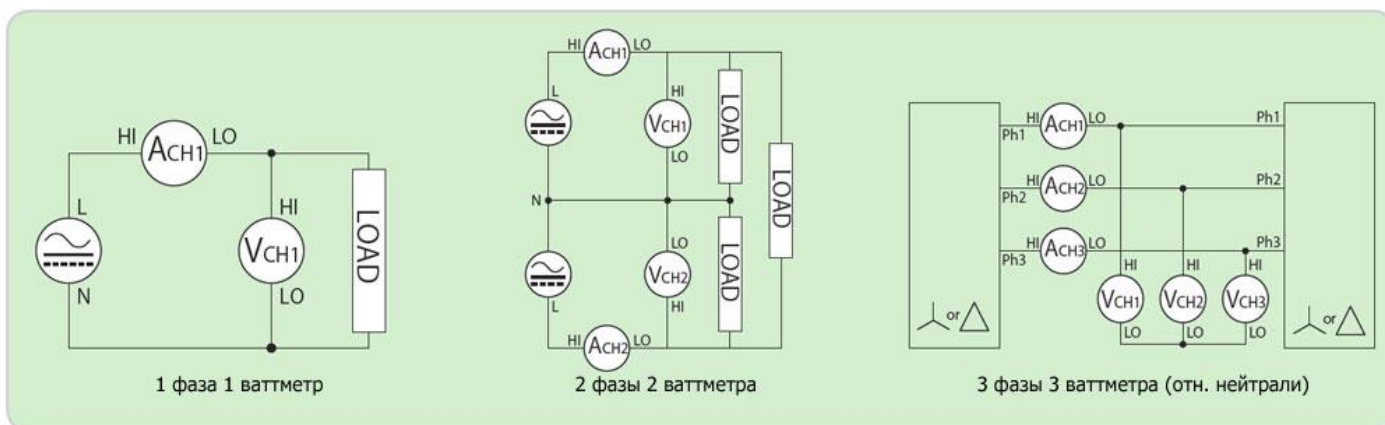 HI
ACH1
LO
L
N
HI
VCH1
LO
LOAD
1 фаза 1 ваттметр
HI
ACH1
LO
L
HI
VCH1
LO
LOAD
N
LOAD
LO
VCH2
HI
LOAD
L
HI
ACH2
LO
2 фазы 2 ваттметра
Ph1
HI
ACH1
LO
Ph1
Ph2
HI
ACH2
LO
Ph2
Ph3
HI
ACH3
LO
Ph3
HI
HI
HI
VCH1
VCH2
VCH3
LO
LO
LO
or
or
3 фазы 3 ваттметра (отн. нейтрали)